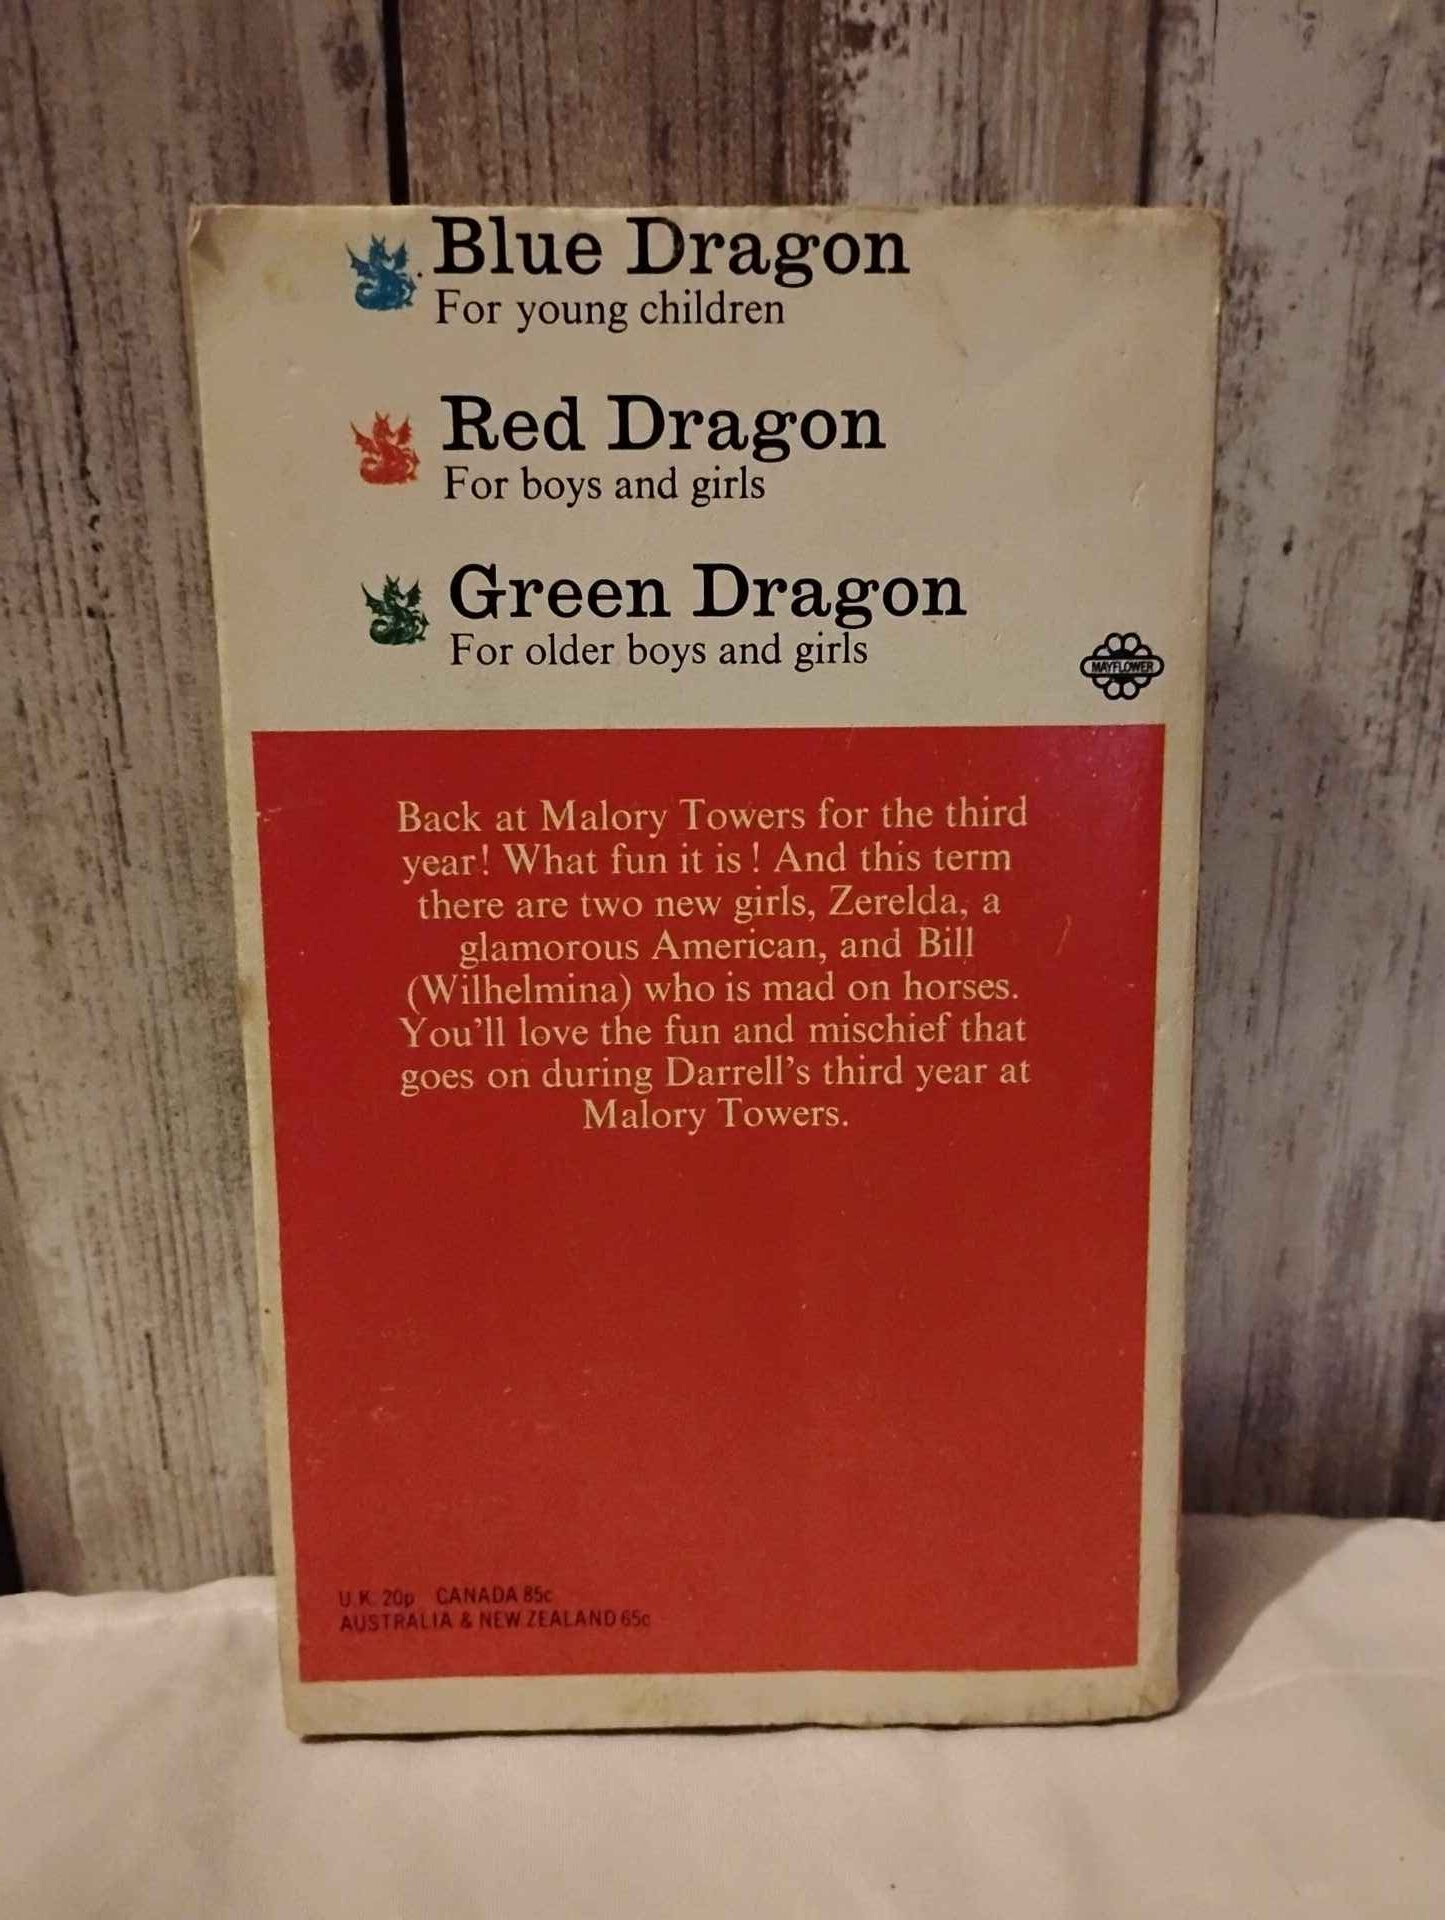 Blue Dragon
For young children
Red Dragon
For boys and girls
Green Dragon
For older boys and girls
MAYFLOWER
Back at Malory Towers for the third
year! What fun it is ! And this term
there are two new girls, Zerelda, a
glamorous American, and Bill
(Wilhelmina) who is mad on horses.
You'll love the fun and mischief that
goes on during Darrell's third year at
Malory Towers.
U.K. 20p CANADA 85c
AUSTRALIA & NEW ZEALAND 65c